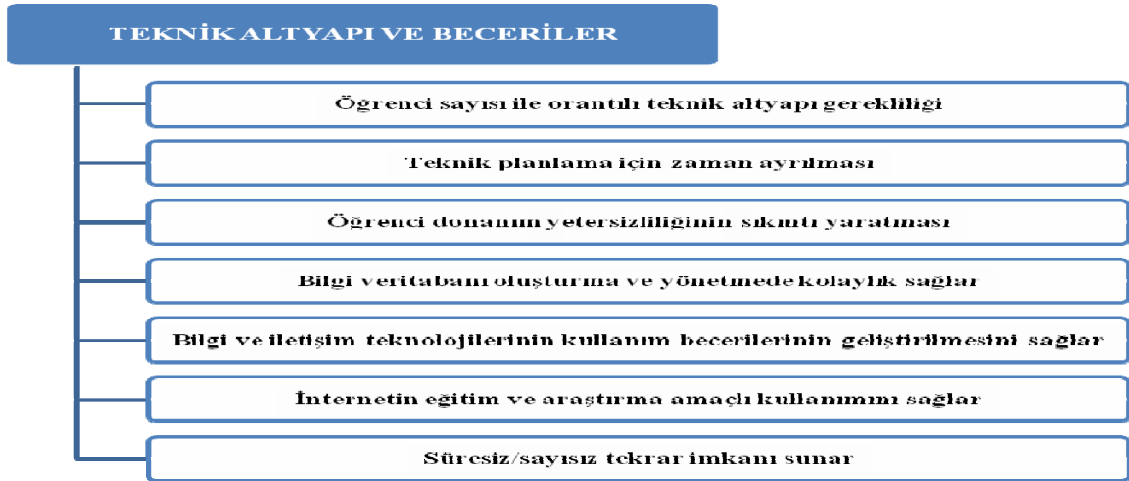 TEKNİK ALTYAPI VE BECERİLER
Öğrenci sayısı ile orantılı teknik altyapı gerekliliği
Teknik planlama için zaman ayrılması
Öğrenci donanım yetersizliliğinin sıkıntı yaratması
Bilgi veritabanı oluşturma ve yönetmede kolaylık sağlar
Bilgi ve iletişim teknolojilerinin kullanım becerilerinin geliştirilmesini sağlar
İnternetin eğitim ve araştırma amaçlı kullanımını sağlar
Süresiz/sayısız tekrar imkanı sunar